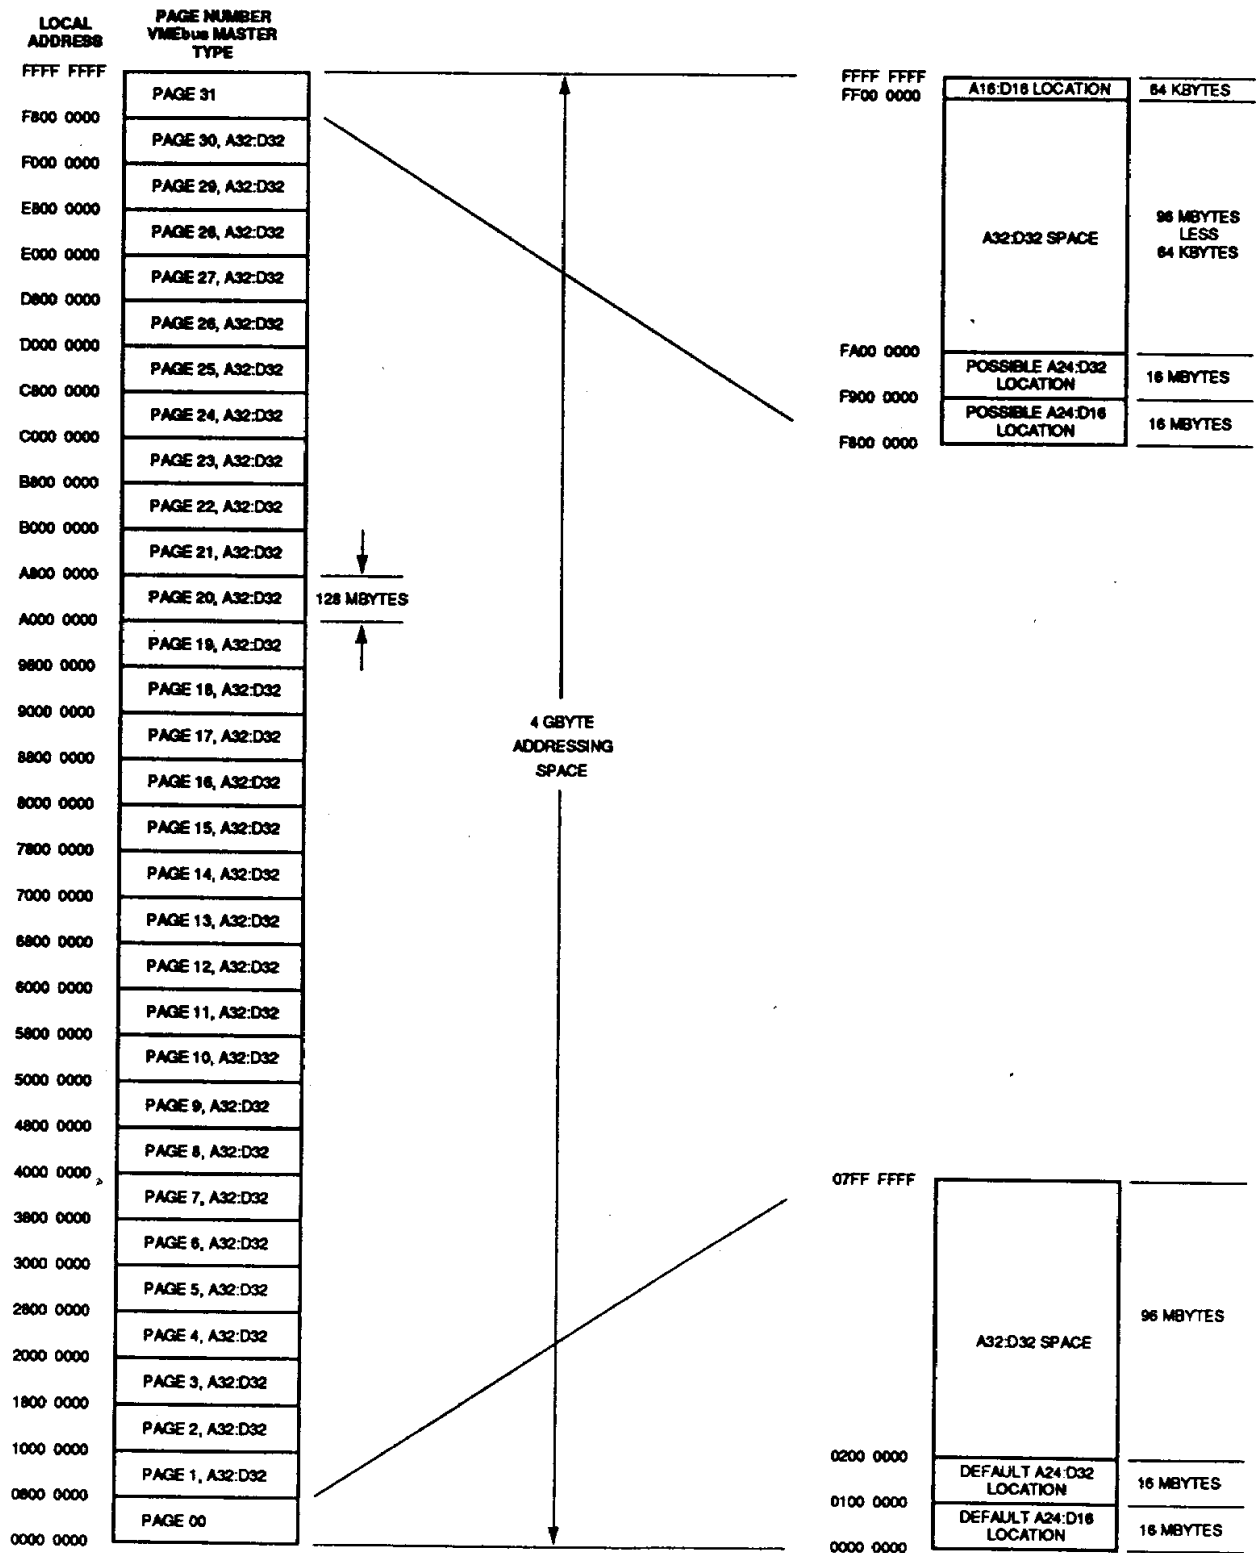 LOCAL
ADDRESS
PAGE NUMBER
VMEbus MASTER
TYPE
FFFF FFFF
PAGE 31
F800 0000
PAGE 30, A32:D32
F000 0000
PAGE 29, A32:D32
E800 0000
PAGE 28, A32:D32
E000 0000
PAGE 27, A32:D32
D800 0000
PAGE 26, A32:D32
D000 0000
PAGE 25, A32:D32
C800 0000
PAGE 24, A32:D32
C000 0000
PAGE 23, A32:D32
B800 0000
PAGE 22, A32:D32
B000 0000
PAGE 21, A32:D32
A800 0000
PAGE 20, A32:D32
128 MBYTES
A000 0000
PAGE 19, A32:D32
9800 0000
PAGE 18, A32:D32
9000 0000
PAGE 17, A32:D32
8800 0000
PAGE 16, A32:D32
8000 0000
PAGE 15, A32:D32
7800 0000
PAGE 14, A32:D32
7000 0000
PAGE 13, A32:D32
6800 0000
PAGE 12, A32:D32
6000 0000
PAGE 11, A32:D32
5800 0000
PAGE 10, A32:D32
5000 0000
PAGE 9, A32:D32
4800 0000
PAGE 8, A32:D32
4000 0000
PAGE 7, A32:D32
3800 0000
PAGE 6, A32:D32
3000 0000
PAGE 5, A32:D32
2800 0000
PAGE 4, A32:D32
2000 0000
PAGE 3, A32:D32
1800 0000
PAGE 2, A32:D32
1000 0000
PAGE 1, A32:D32
0800 0000
PAGE 00
0000 0000
4 GBYTE
ADDRESSING
SPACE
FFFF FFFF
FF00 0000
A16:D16 LOCATION
64 KBYTES
A32:D32 SPACE
96 MBYTES
LESS
64 KBYTES
FA00 0000
POSSIBLE A24:D32
LOCATION
16 MBYTES
F900 0000
POSSIBLE A24:D16
LOCATION
16 MBYTES
F800 0000
07FF FFFF
A32:D32 SPACE
96 MBYTES
0200 0000
DEFAULT A24:D32
LOCATION
16 MBYTES
0100 0000
DEFAULT A24:D16
LOCATION
16 MBYTES
0000 0000